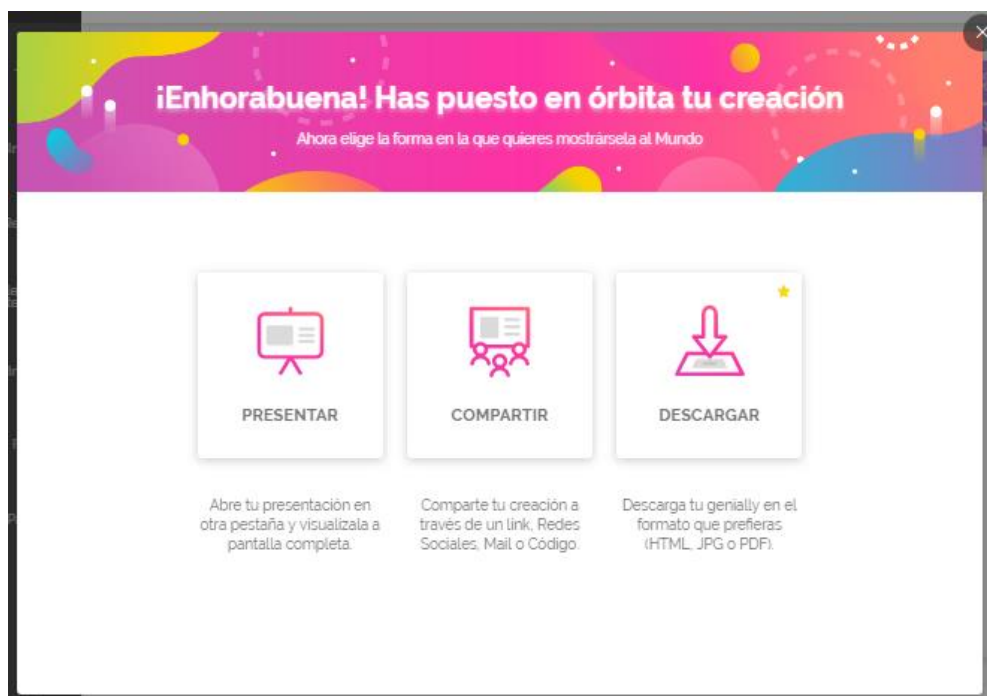 ¡Enhorabuena! Has puesto en órbita tu creación
Ahora elige la forma en la que quieres mostrársela al Mundo
PRESENTAR
COMPARTIR
DESCARGAR
Abre tu presentación en
otra pestaña y visualízala a
pantalla completa.
Comparte tu creación a
través de un link, Redes
Sociales, Mail o Código.
Descarga tu genially en el
formato que prefieras
(HTML, JPG o PDF).